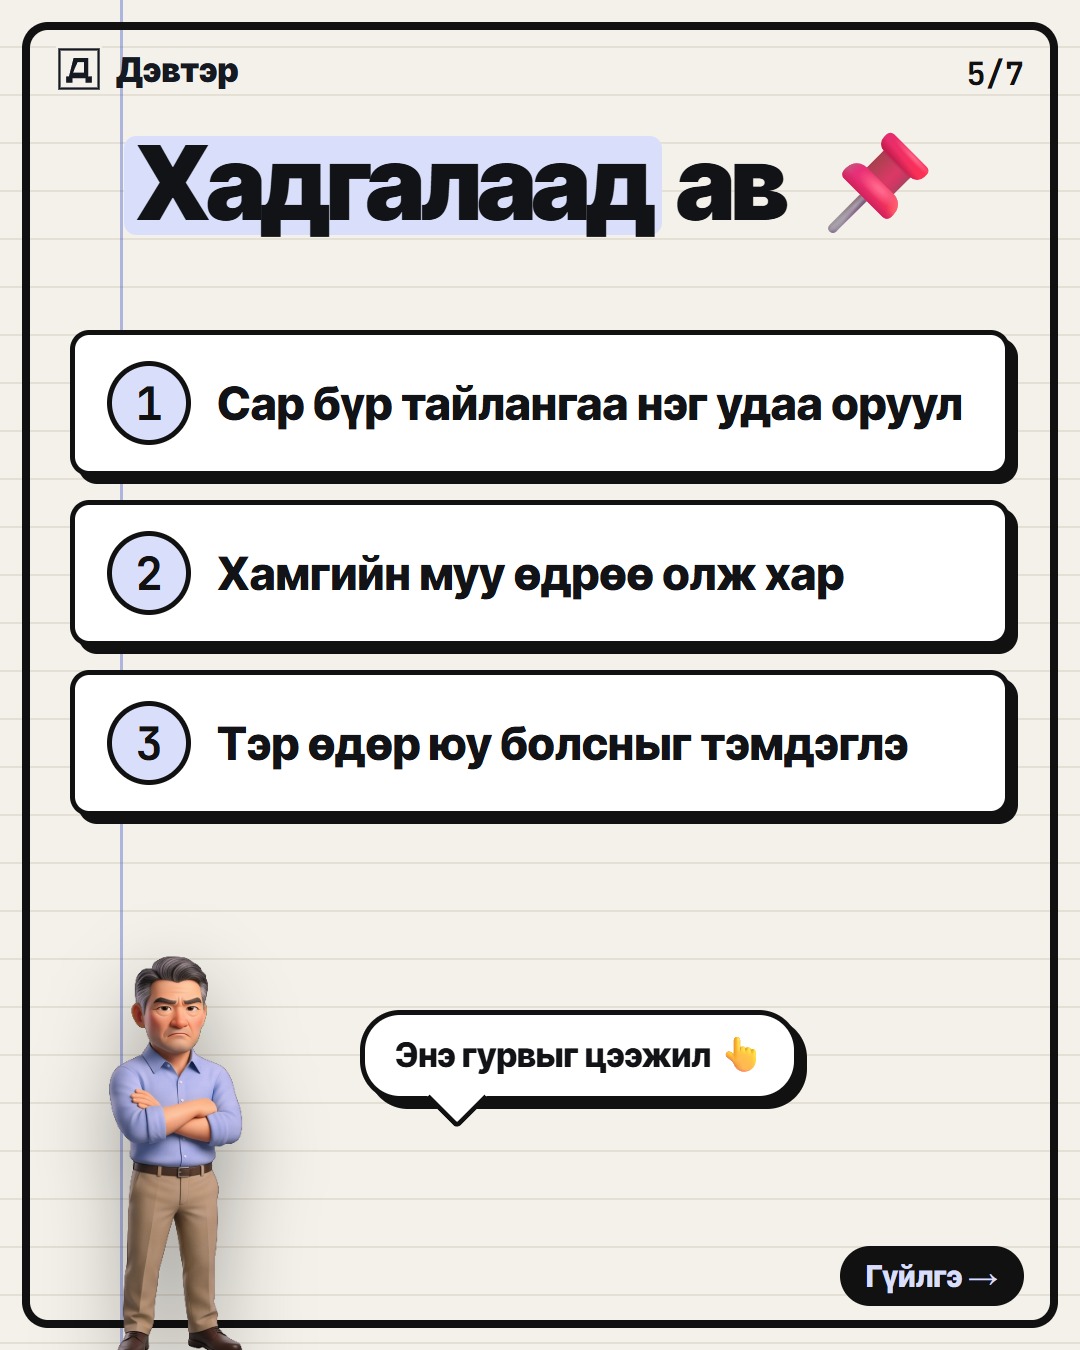 Д Дэвтэр
5/7
Хадгалаад ав
1 Сар бүр тайлангаа нэг удаа оруул
2 Хамгийн муу өдрөө олж хар
3 Тэр өдөр юу болсныг тэмдэглэ
Энэ гурвыг цээжил 👆
Гүйлгэ →